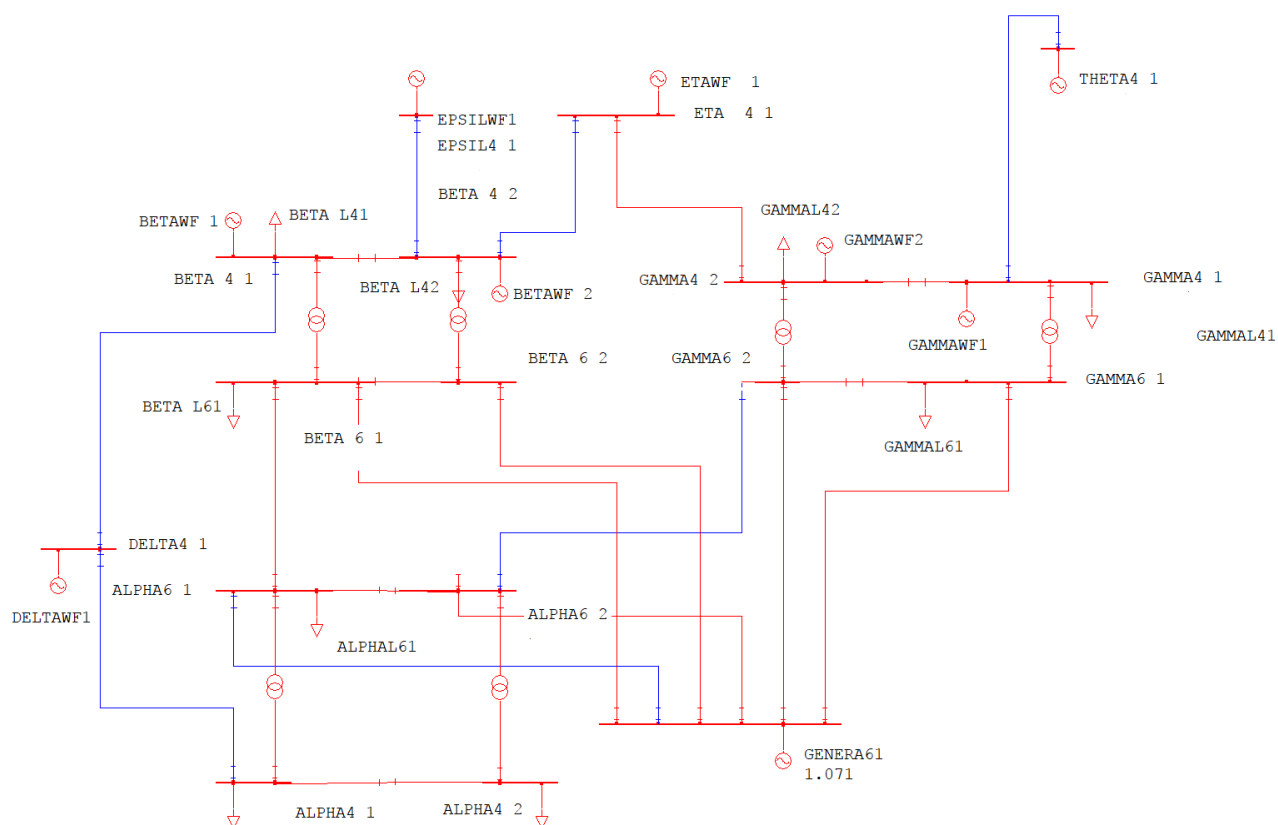 THETA4 1
ETAWF  1
ETA  4 1
EPSILWF1
EPSIL4 1
BETA 4 2
BETAWF 1
BETA L41
GAMMAL42
GAMMAWF2
BETA 4 1
BETA L42
BETAWF 2
GAMMA4 2
GAMMA4 1
GAMMAWF1
GAMMAL41
BETA 6 2
GAMMA6 2
GAMMA6 1
BETA L61
BETA 6 1
GAMMAL61
DELTA4 1
ALPHA6 1
DELTAWF1
ALPHA6 2
ALPHAL61
GENERA61
1.071
ALPHA4 1
ALPHA4 2